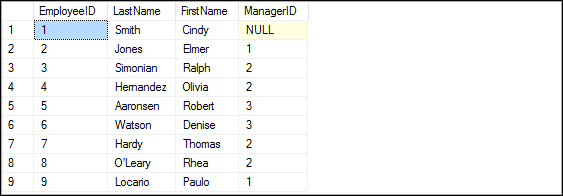 EmployeeID LastName FirstName ManagerID
1 1 Smith Cindy NULL
2 2 Jones Elmer 1
3 3 Simonian Ralph 2
4 4 Hernandez Olivia 2
5 5 Aaronsen Robert 3
6 6 Watson Denise 3
7 7 Hardy Thomas 2
8 8 O'Leary Rhea 2
9 9 Locario Paulo 1